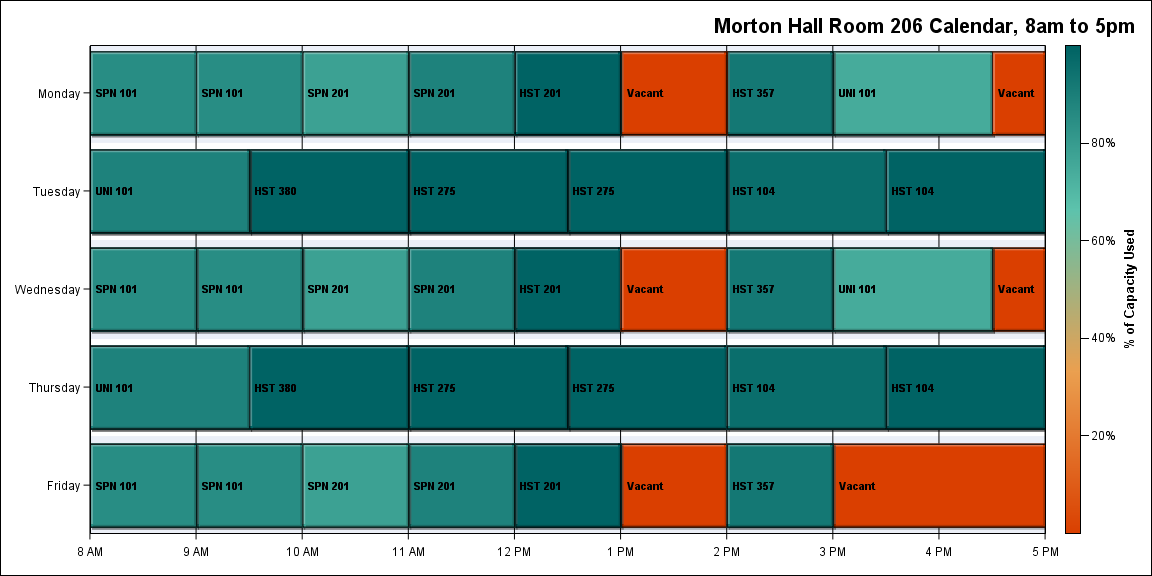 Morton Hall Room 206 Calendar, 8am to 5pm
Monday
SPN 101
SPN 101
SPN 201
SPN 201
HST 201
Vacant
HST 357
UNI 101
Vacant
Tuesday
UNI 101
HST 380
HST 275
HST 275
HST 104
HST 104
Wednesday
SPN 101
SPN 101
SPN 201
SPN 201
HST 201
Vacant
HST 357
UNI 101
Vacant
Thursday
UNI 101
HST 380
HST 275
HST 275
HST 104
HST 104
Friday
SPN 101
SPN 101
SPN 201
SPN 201
HST 201
Vacant
HST 357
Vacant
8 AM
9 AM
10 AM
11 AM
12 PM
1 PM
2 PM
3 PM
4 PM
5 PM
80%
60%
40%
20%
% of Capacity Used